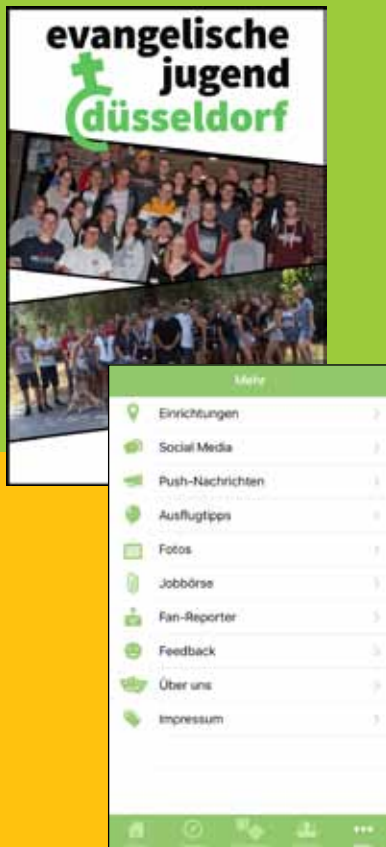 evangelische
jugend
düsseldorf
Mehr
Einrichtungen
Social Media
Push-Nachrichten
Ausflugtipps
Fotos
Jobbörse
Fan-Reporter
Feedback
Über uns
Impressum